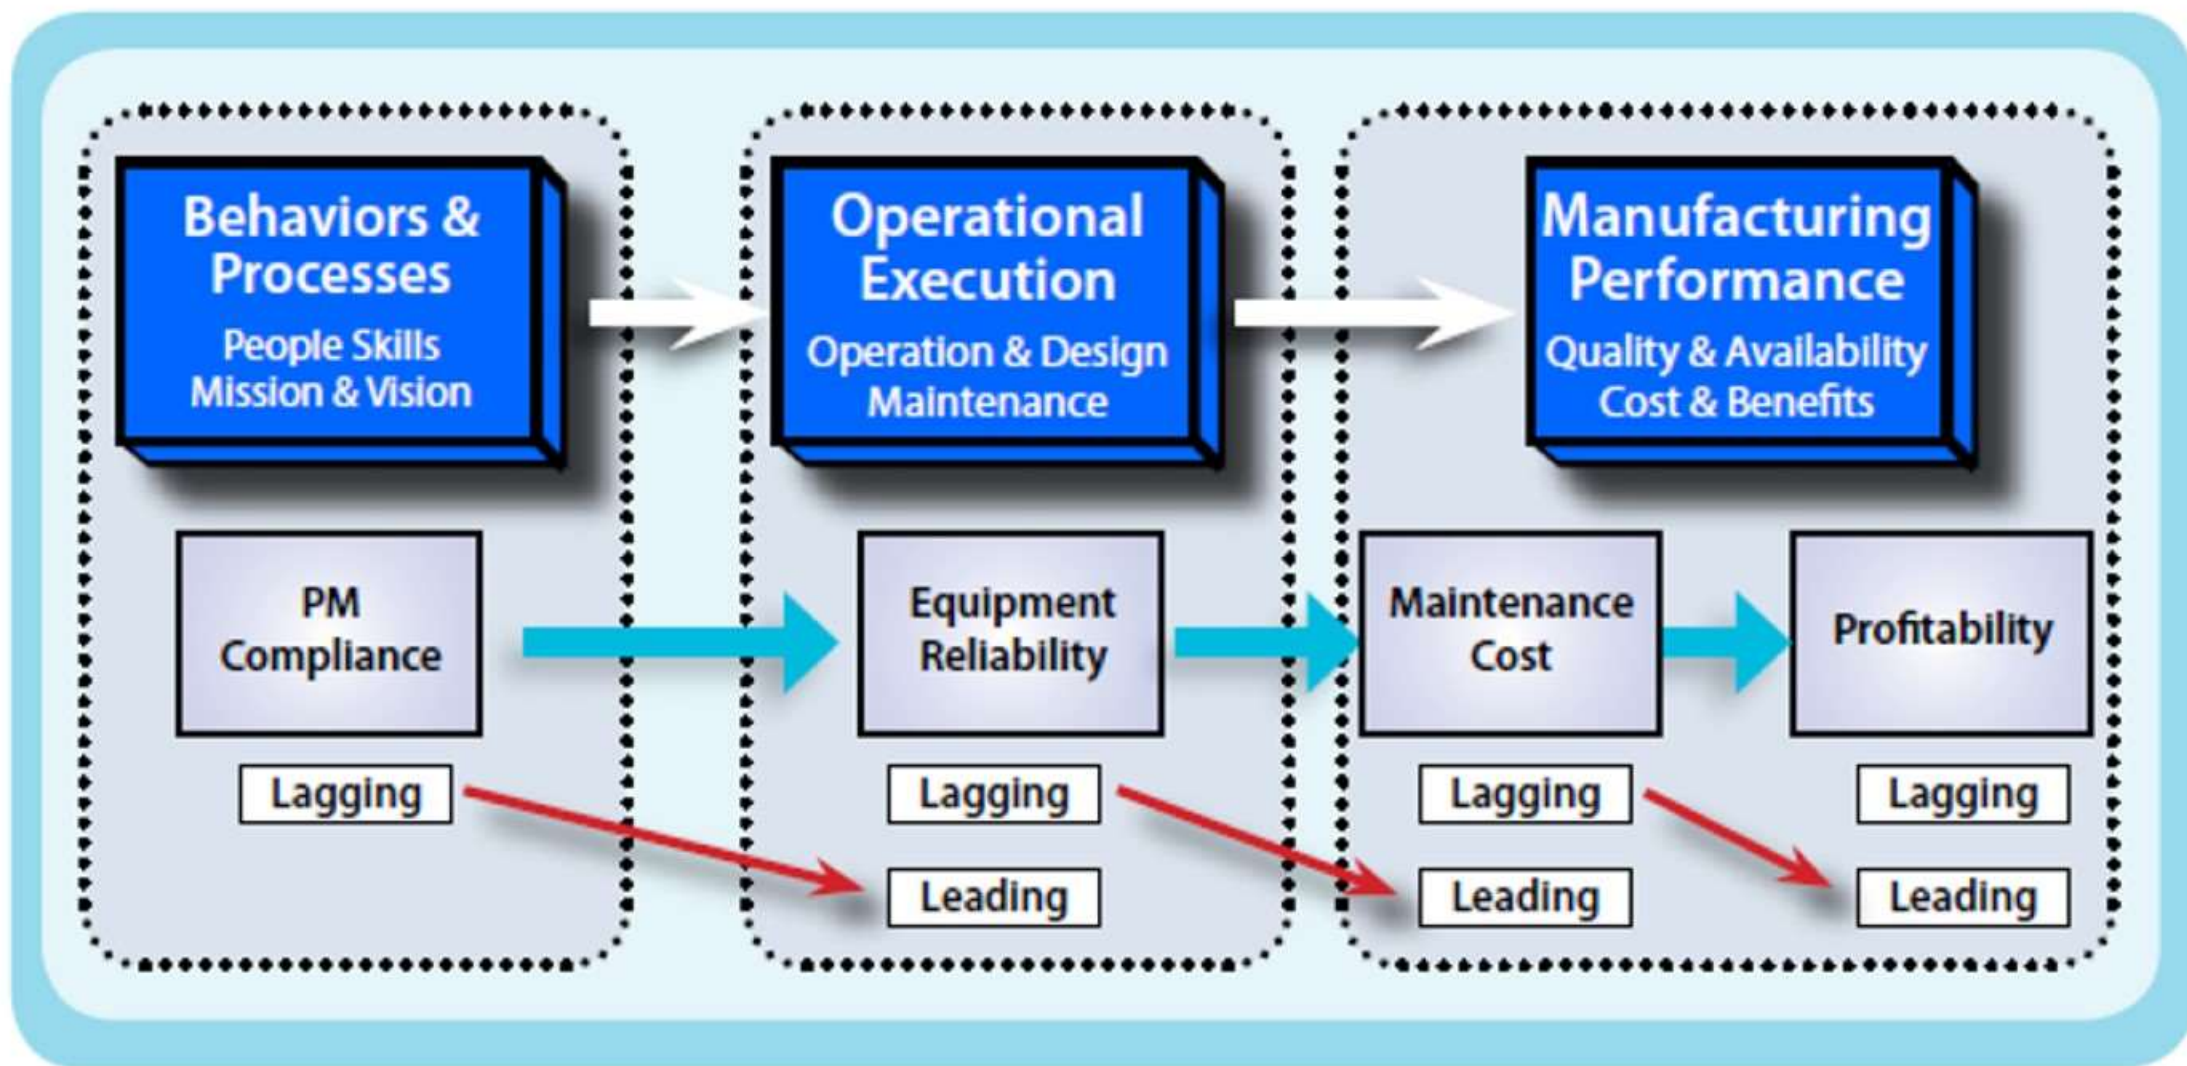 Behaviors &
Processes
People Skills
Mission & Vision
Operational
Execution
Operation & Design
Maintenance
Manufacturing
Performance
Quality & Availability
Cost & Benefits
PM
Compliance
Equipment
Reliability
Maintenance
Cost
Profitability
Lagging
Lagging
Lagging
Lagging
Leading
Leading
Leading